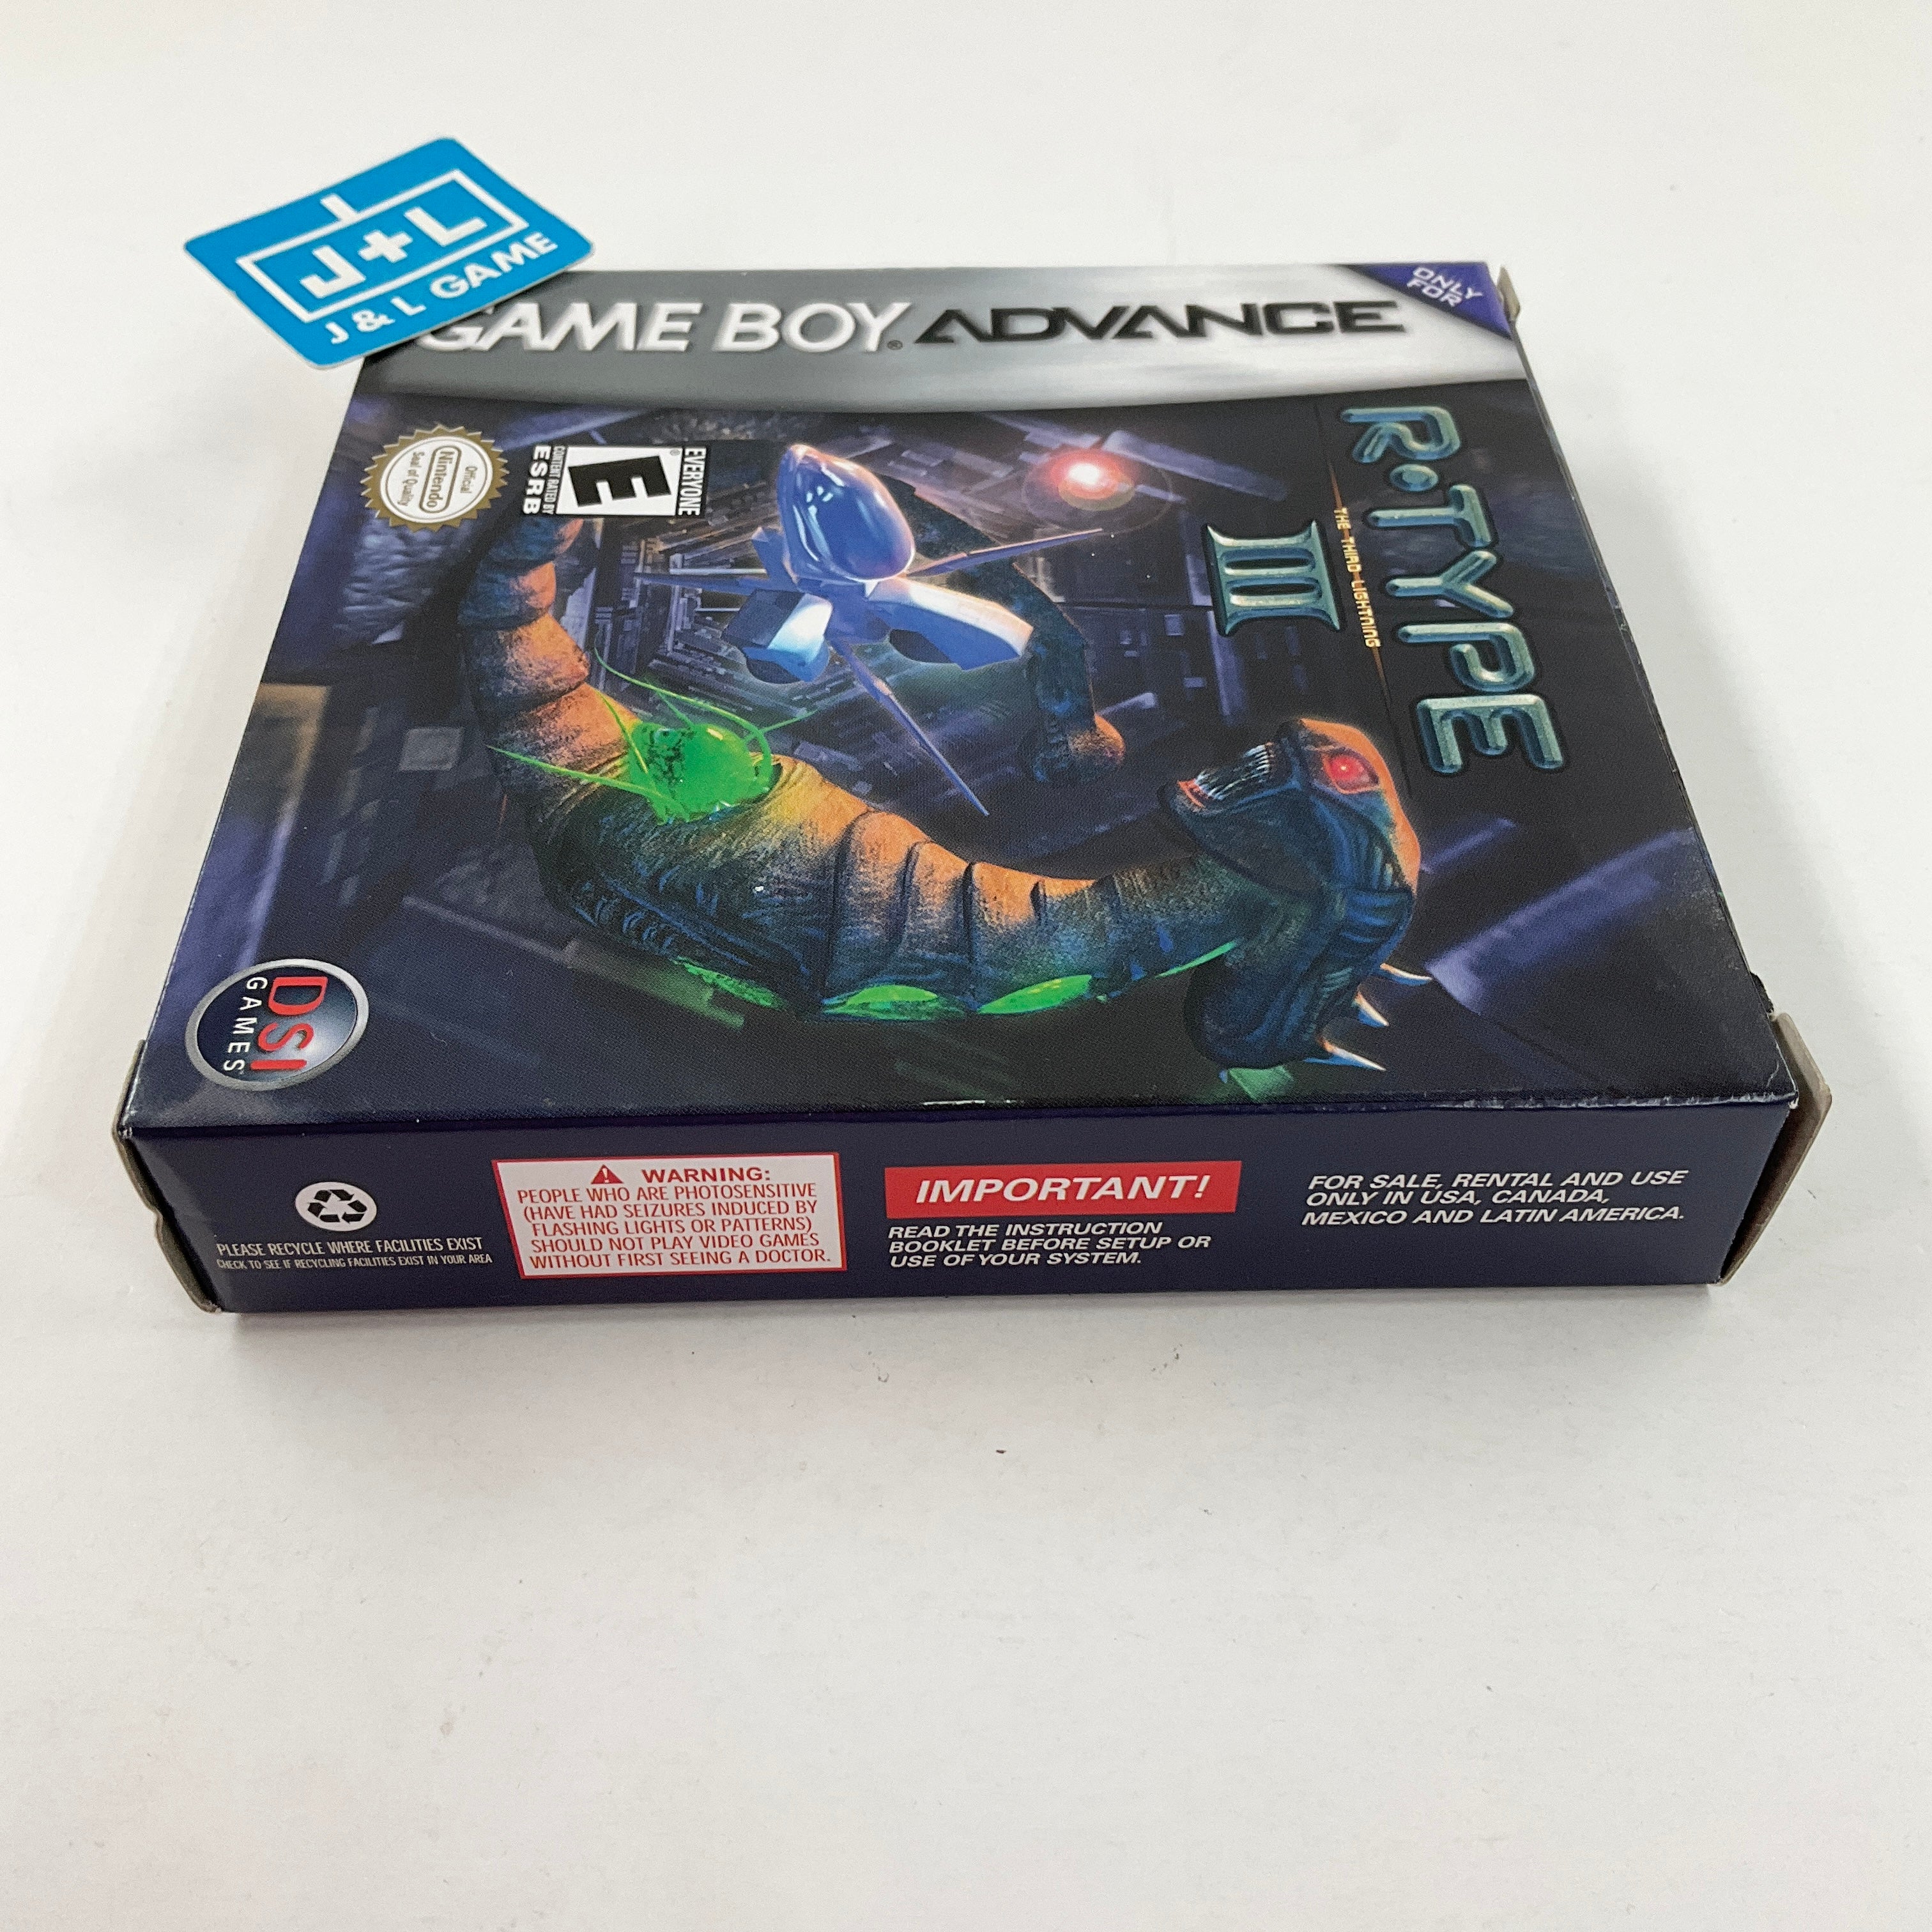 J+L
J & L GAME
GAME BOY ADVANCE
ONLY
FOR
R·TYPE
THE THIRD LIGHTNING
III
EVERYONE
E
®
CONTENT RATED BY
ESRB
Official
Nintendo
Seal of Quality
DSI
GAMES
PLEASE RECYCLE WHERE FACILITIES EXIST
CHECK TO SEE IF RECYCLING FACILITIES EXIST IN YOUR AREA
WARNING:
PEOPLE WHO ARE PHOTOSENSITIVE
(HAVE HAD SEIZURES INDUCED BY
FLASHING LIGHTS OR PATTERNS)
SHOULD NOT PLAY VIDEO GAMES
WITHOUT FIRST SEEING A DOCTOR.
IMPORTANT!
READ THE INSTRUCTION
BOOKLET BEFORE SETUP OR
USE OF YOUR SYSTEM.
FOR SALE, RENTAL AND USE
ONLY IN USA, CANADA,
MEXICO AND LATIN AMERICA.